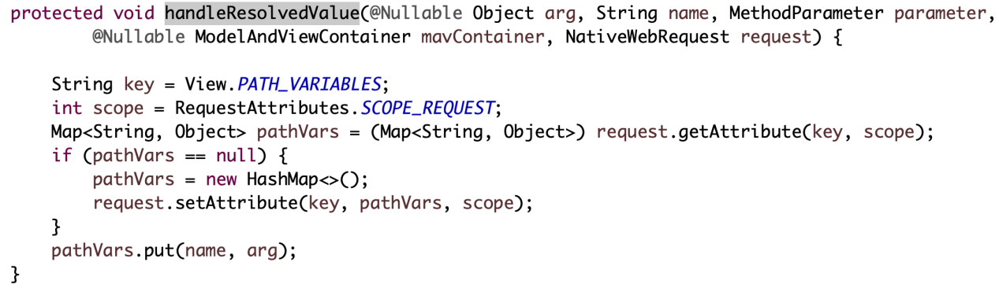 protected void handleResolvedValue(@Nullable Object arg, String name, MethodParameter parameter,
        @Nullable ModelAndViewContainer mavContainer, NativeWebRequest request) {

    String key = View.PATH_VARIABLES;
    int scope = RequestAttributes.SCOPE_REQUEST;
    Map<String, Object> pathVars = (Map<String, Object>) request.getAttribute(key, scope);
    if (pathVars == null) {
        pathVars = new HashMap<>();
        request.setAttribute(key, pathVars, scope);
    }
    pathVars.put(name, arg);
}